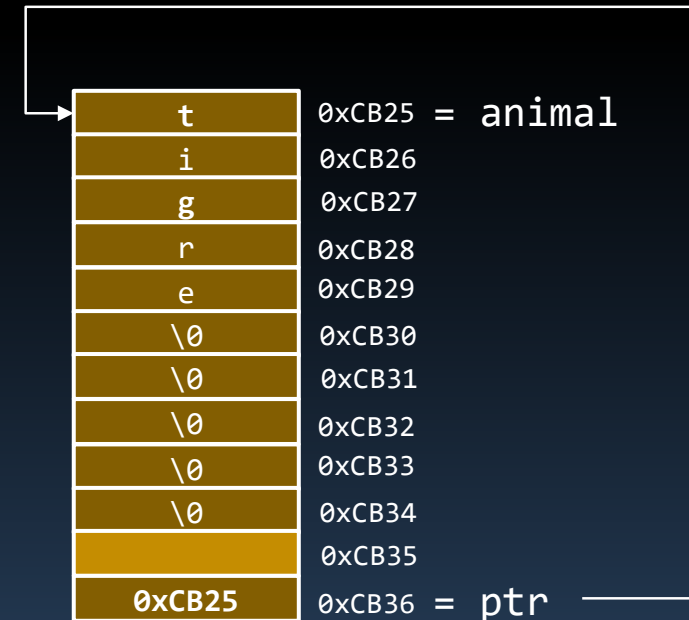 t 0xCB25 = animal
i 0xCB26
g 0xCB27
r 0xCB28
e 0xCB29
\0 0xCB30
\0 0xCB31
\0 0xCB32
\0 0xCB33
\0 0xCB34
0xCB35
0xCB25 0xCB36 = ptr